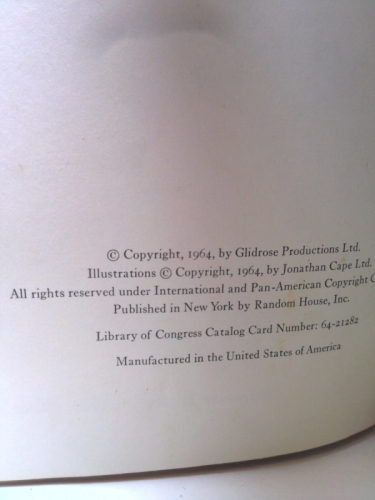 © Copyright, 1964, by Glidrose Productions Ltd.
Illustrations © Copyright, 1964, by Jonathan Cape Ltd.
All rights reserved under International and Pan-American Copyright
Published in New York by Random House, Inc.
Library of Congress Catalog Card Number: 64-21282
Manufactured in the United States of America